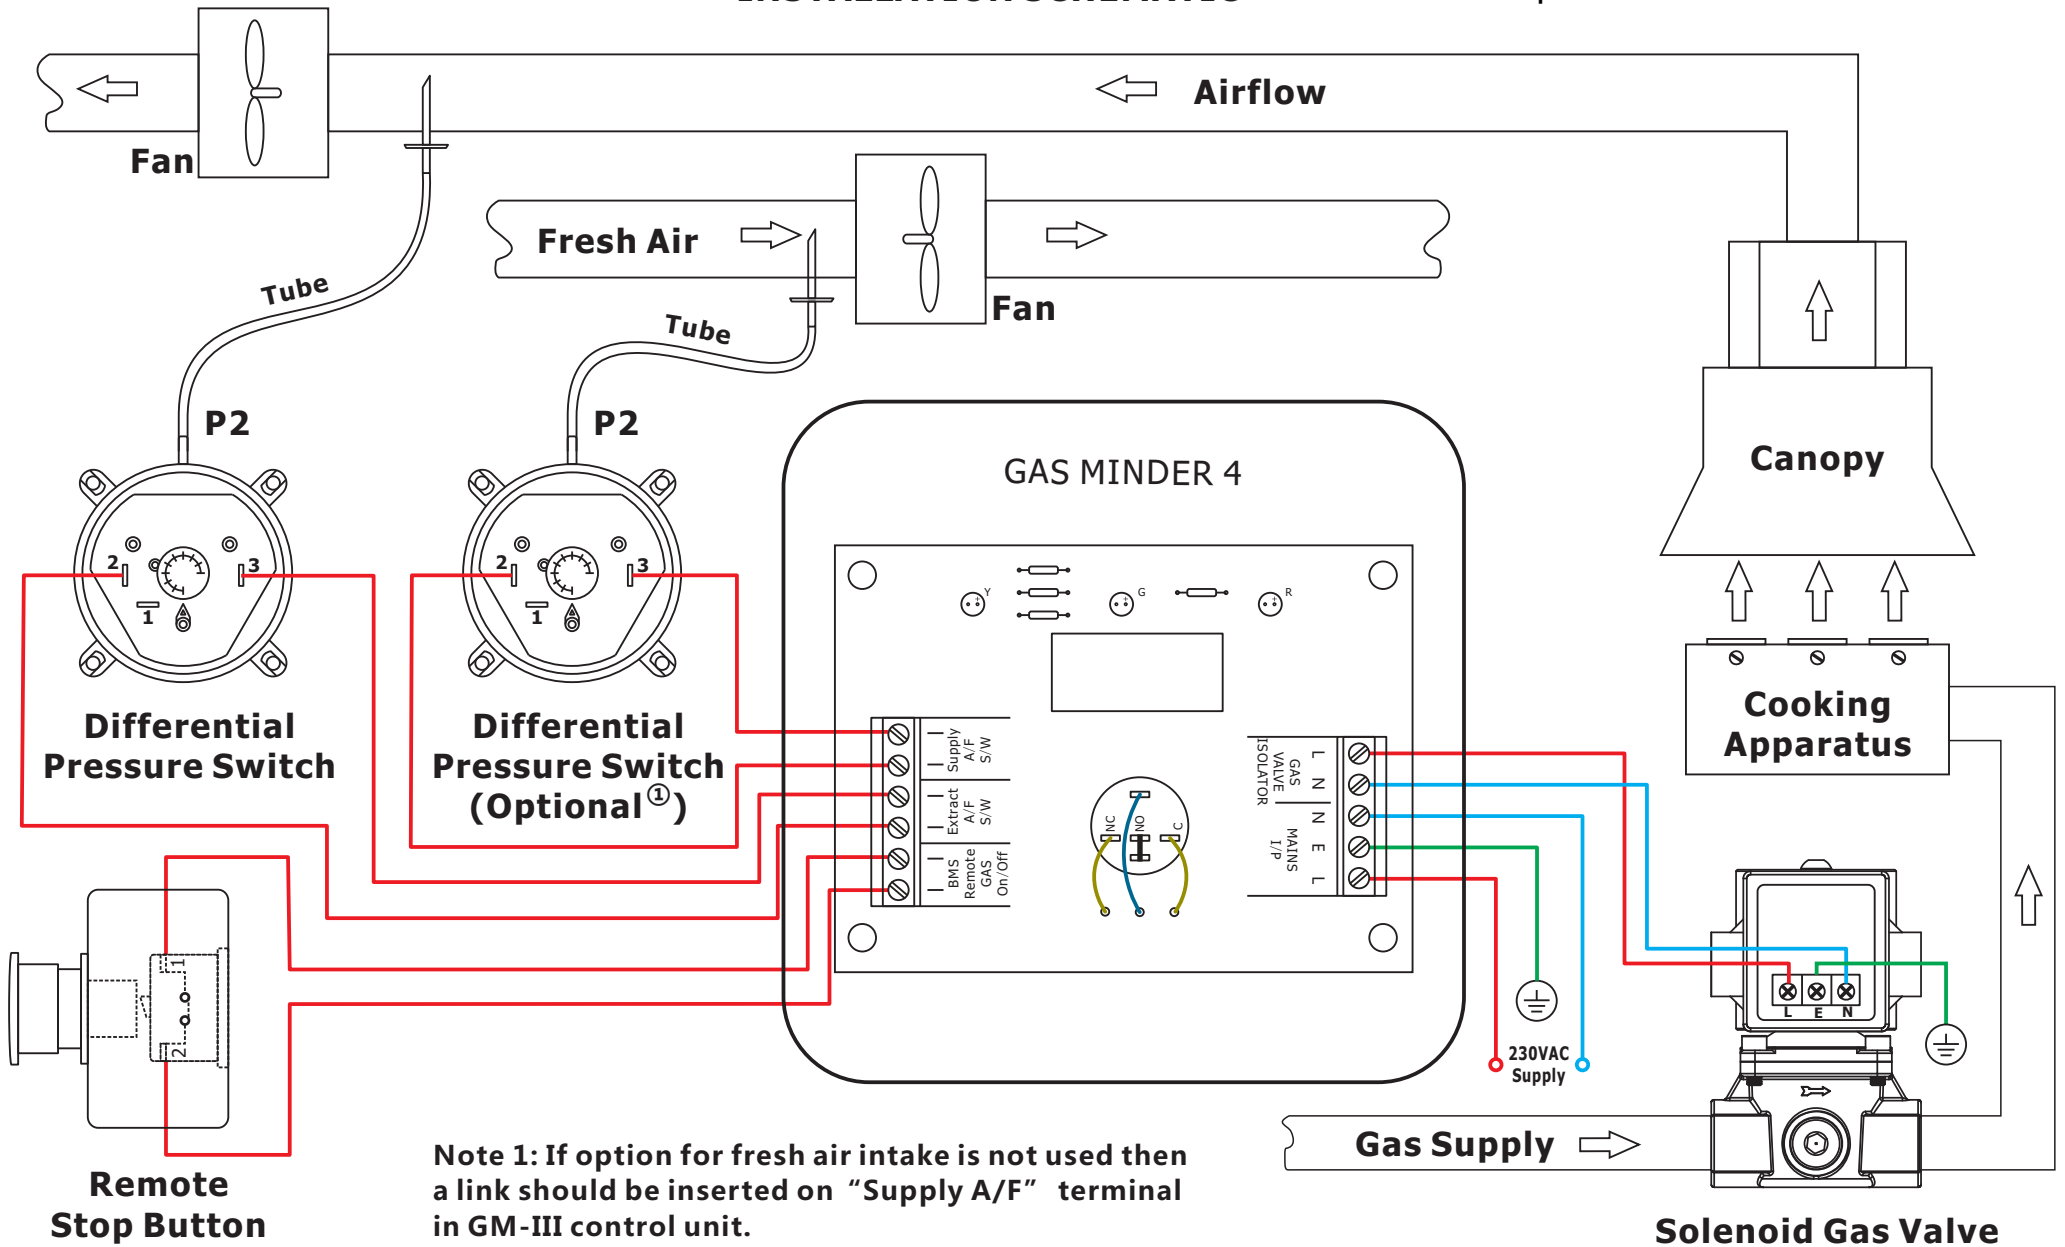 Airflow
Fan
Fresh Air
Fan
Tube
Tube
P2
P2
GAS MINDER 4
Canopy
2
3
1
2
3
1
Y
G
R
Differential
Pressure Switch
Differential
Pressure Switch
(Optional①)
Supply
A/F
S/W
Extract
A/F
S/W
BMS
Remote
GAS
On/Off
NC
NO
C
GAS
VALVE
ISOLATOR
MAINS
I/P
L
N
N
E
L
Cooking
Apparatus
1
2
L E N
230VAC
Supply
Gas Supply
Remote
Stop Button
Note 1: If option for fresh air intake is not used then
a link should be inserted on “Supply A/F” terminal
in GM-III control unit.
Solenoid Gas Valve